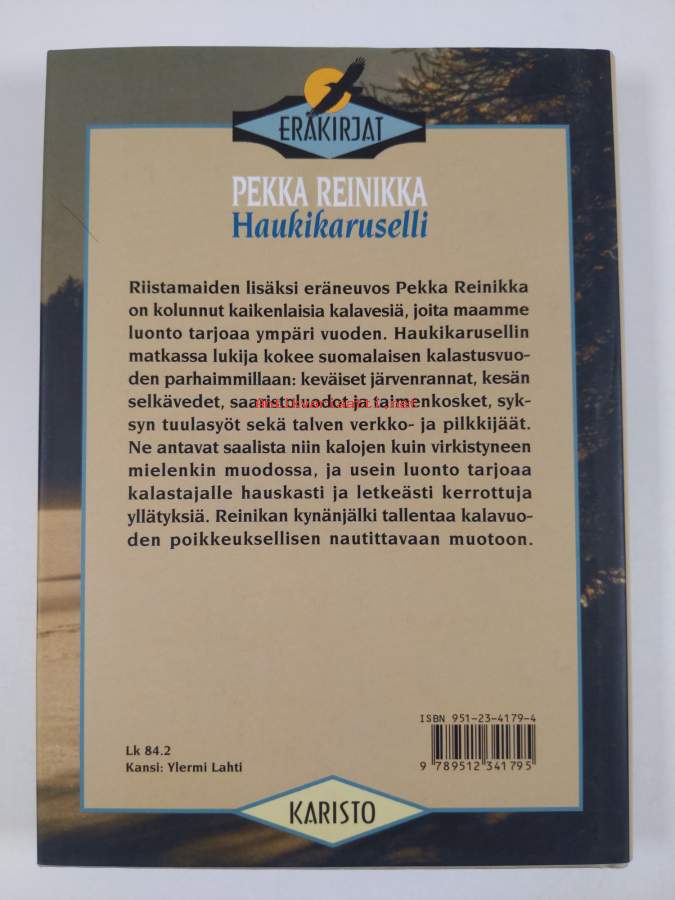 ERÄKIRJAT
PEKKA REINIKKA
Haukikaruselli
Riistamaiden lisäksi eräneuvos Pekka Reinikka
on kolunnut kaikenlaisia kalavesiä, joita maamme
luonto tarjoaa ympäri vuoden. Haukikarusellin
matkassa lukija kokee suomalaisen kalastusvuo-
den parhaimmillaan: keväiset järvenrannat, kesän
selkävedet, saaristoluodot ja taimenkosket, syk-
syn tuulasyöt sekä talven verkko- ja pilkkijäät.
Ne antavat saalista niin kalojen kuin virkistyneen
mielenkin muodossa, ja usein luonto tarjoaa
kalastajalle hauskasti ja letkeästi kerrottuja
yllätyksiä. Reinikan kynänjälki tallentaa kalavuo-
den poikkeuksellisen nautittavaan muotoon.
Antikvariaatti.net
ISBN 951-23-4179-4
9 789512 341795
Lk 84.2
Kansi: Ylermi Lahti
KARISTO